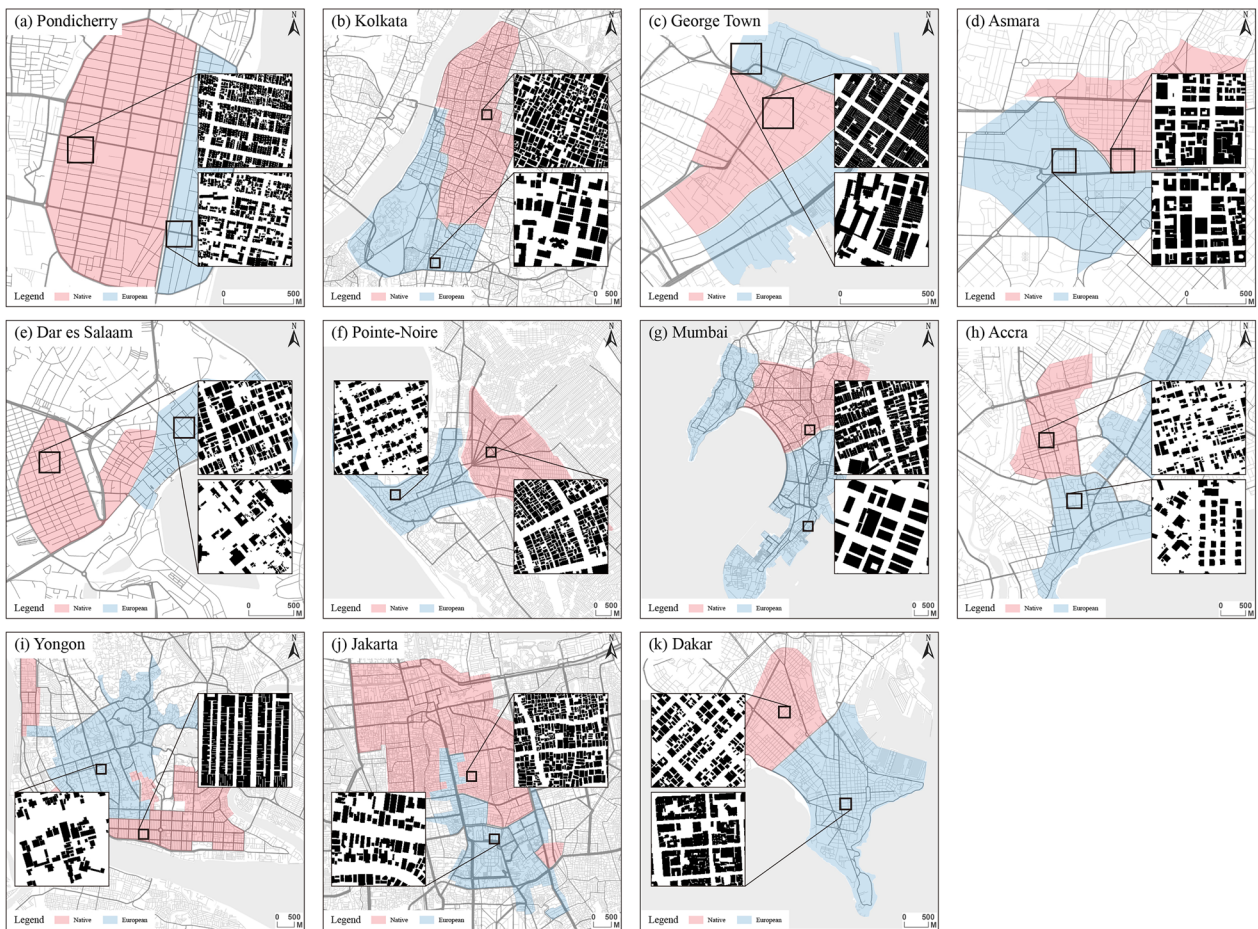 (a) Pondicherry
N
Legend Native European
0 500
M
(b) Kolkata
N
Legend Native European
0 500
M
(c) George Town
N
Legend Native European
0 500
M
(d) Asmara
N
Legend Native European
0 500
M
(e) Dar es Salaam
N
Legend Native European
0 500
M
(f) Pointe-Noire
N
Legend Native European
0 500
M
(g) Mumbai
N
Legend Native European
0 500
M
(h) Accra
N
Legend Native European
0 500
M
(i) Yongon
N
Legend Native European
0 500
M
(j) Jakarta
N
Legend Native European
0 500
M
(k) Dakar
N
Legend Native European
0 500
M